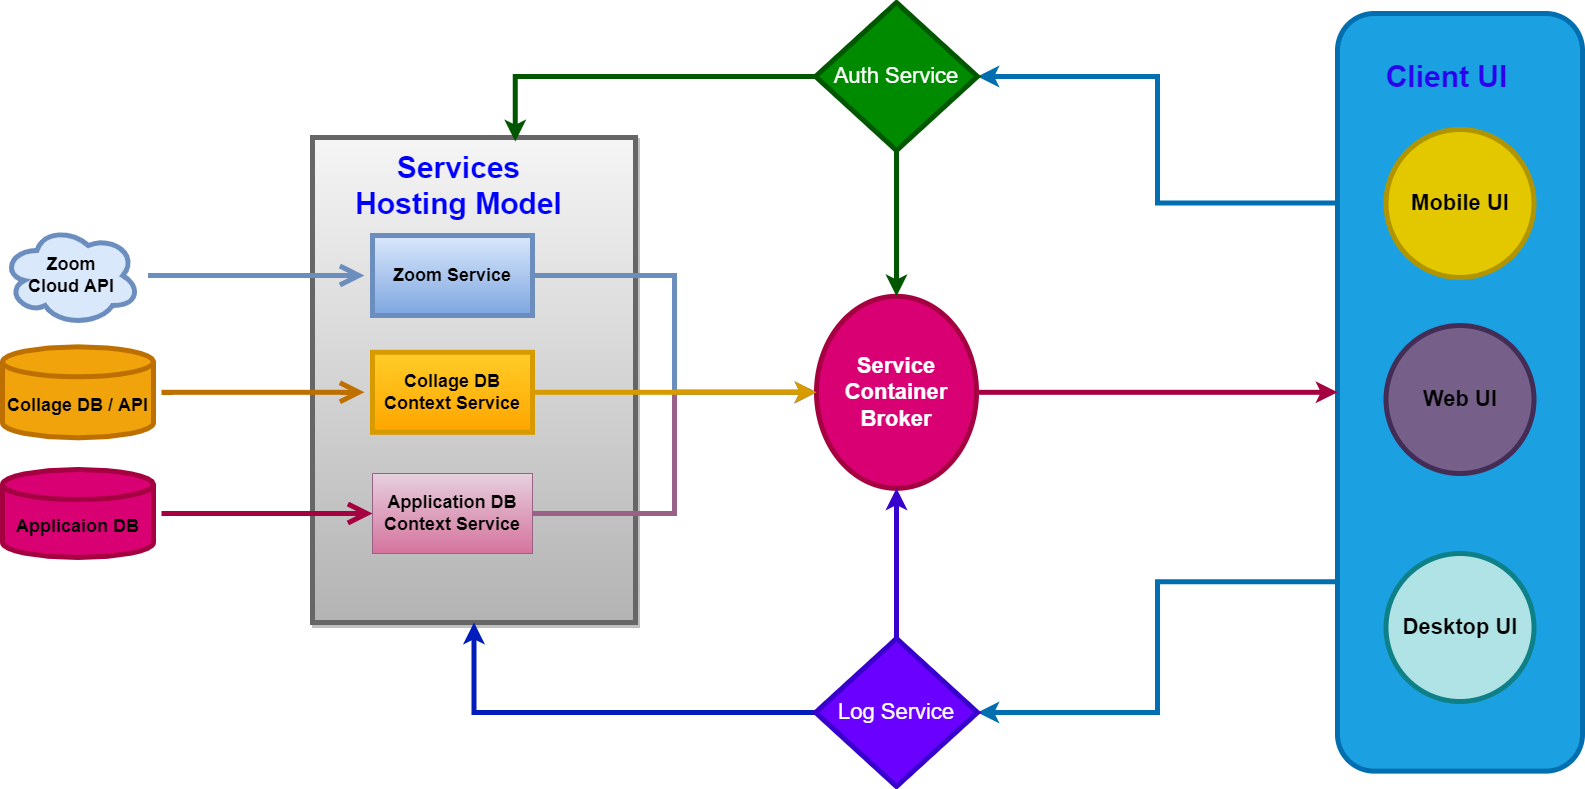 Auth Service
Client UI
Services
Hosting Model
Mobile UI
Zoom
Cloud API
Zoom Service
Collage DB / API
Collage DB
Context Service
Service
Container
Broker
Web UI
Applicaion DB
Application DB
Context Service
Desktop UI
Log Service